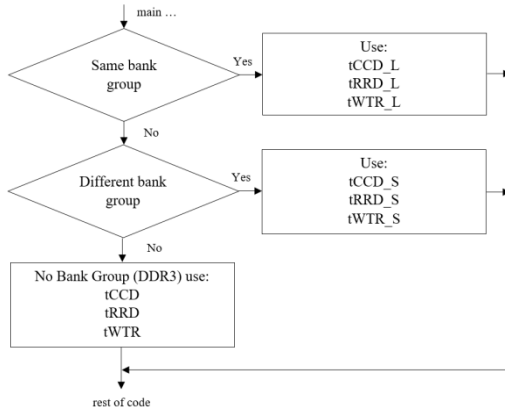 main ...
Same bank
group
Yes
Use:
tCCD_L
tRRD_L
tWTR_L
No
Different bank
group
Yes
Use:
tCCD_S
tRRD_S
tWTR_S
No
No Bank Group (DDR3) use:
tCCD
tRRD
tWTR
rest of code